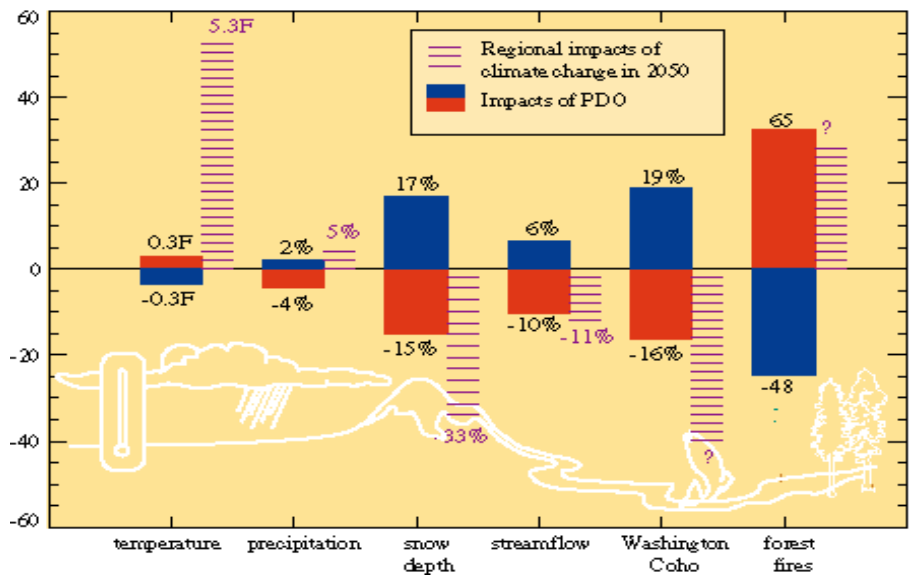 60
40
20
0
-20
-40
-60
5.3F
Regional impacts of
climate change in 2050
Impacts of PDO
0.3F
-0.3F
2%
5%
-4%
17%
-15%
-33%
6%
-10%
-11%
19%
-16%
?
65
?
-48
temperature
precipitation
snow
depth
streamflow
Washington
Coho
forest
fires